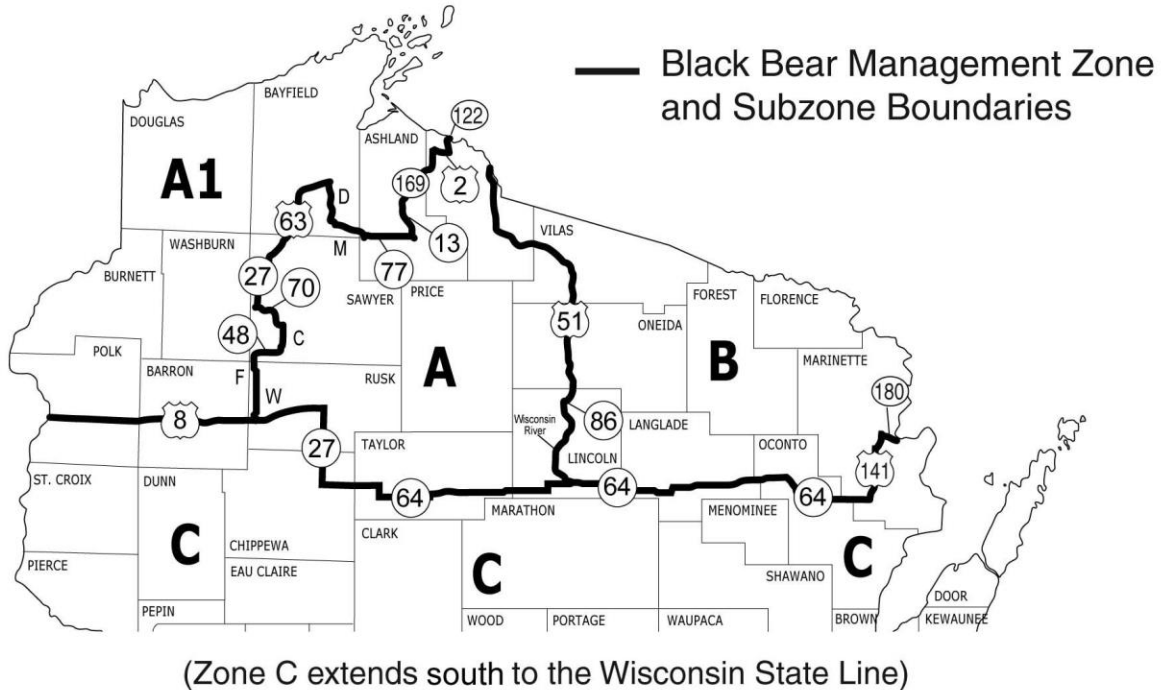 Black Bear Management Zone
and Subzone Boundaries
BAYFIELD
DOUGLAS
122
ASHLAND
A1
169
2
D
63
13
VILAS
WASHBURN
M
77
BURNETT
27
70
SAWYER
PRICE
FOREST
FLORENCE
51
ONEIDA
48
C
POLK
MARINETTE
BARRON
F
RUSK
A
B
180
W
8
86
Wisconsin
River
LANGLADE
27
TAYLOR
OCONTO
LINCOLN
141
ST. CROIX
DUNN
64
64
64
MARATHON
MENOMINEE
CLARK
C
CHIPPEWA
C
C
PIERCE
EAU CLAIRE
SHAWANO
DOOR
PEPIN
WOOD
PORTAGE
WAUPACA
BROWN
KEWAUNEE
(Zone C extends south to the Wisconsin State Line)